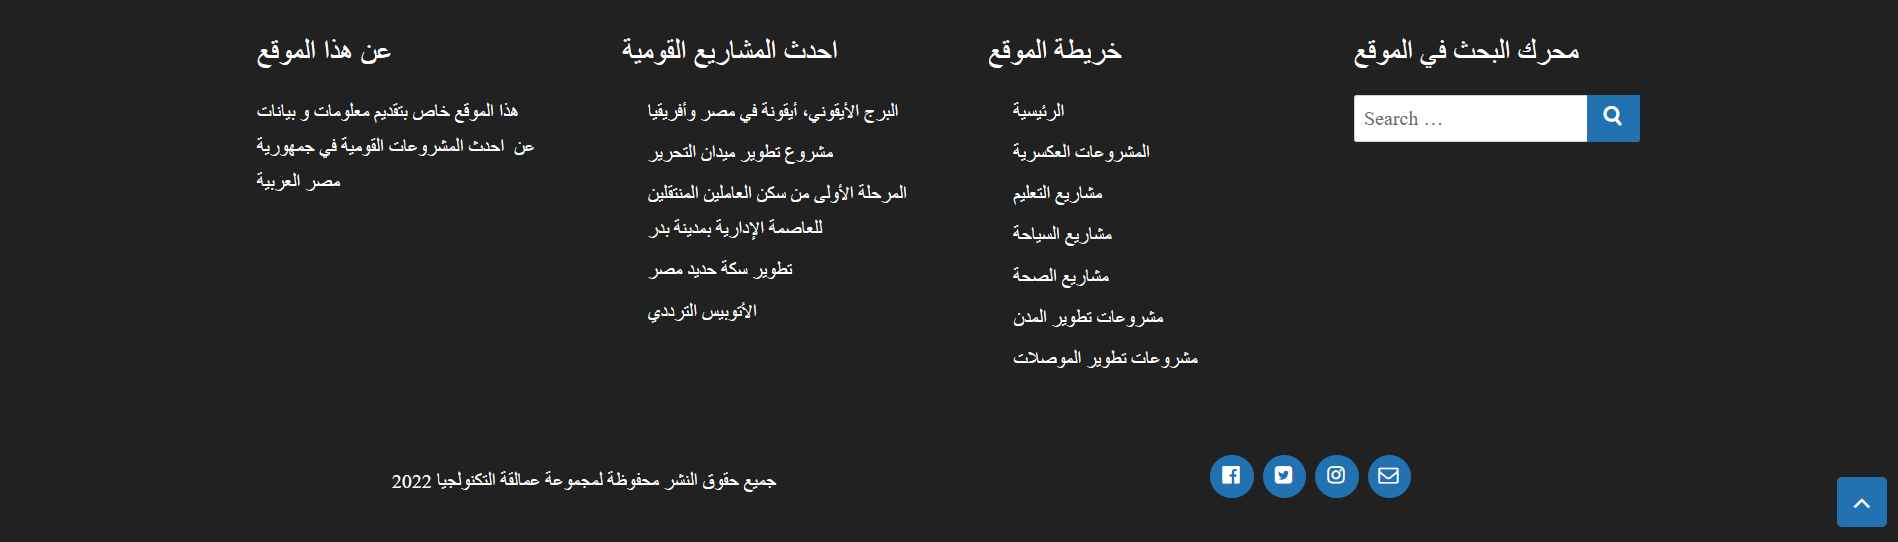 عن هذا الموقع
هذا الموقع خاص بتقديم معلومات و بيانات
عن احدث المشروعات القومية في جمهورية
مصر العربية
احدث المشاريع القومية
البرج الأيقوني، أيقونة في مصر وأفريقيا
مشروع تطوير ميدان التحرير
المرحلة الأولى من سكن العاملين المنتقلين
للعاصمة الإدارية بمدينة بدر
تطوير سكة حديد مصر
الأتوبيس الترددي
خريطة الموقع
الرئيسية
المشروعات العكسرية
مشاريع التعليم
مشاريع السياحة
مشاريع الصحة
مشروعات تطوير المدن
مشروعات تطوير الموصلات
محرك البحث في الموقع
Search …
جميع حقوق النشر محفوظة لمجموعة عمالقة التكنولجيا 2022